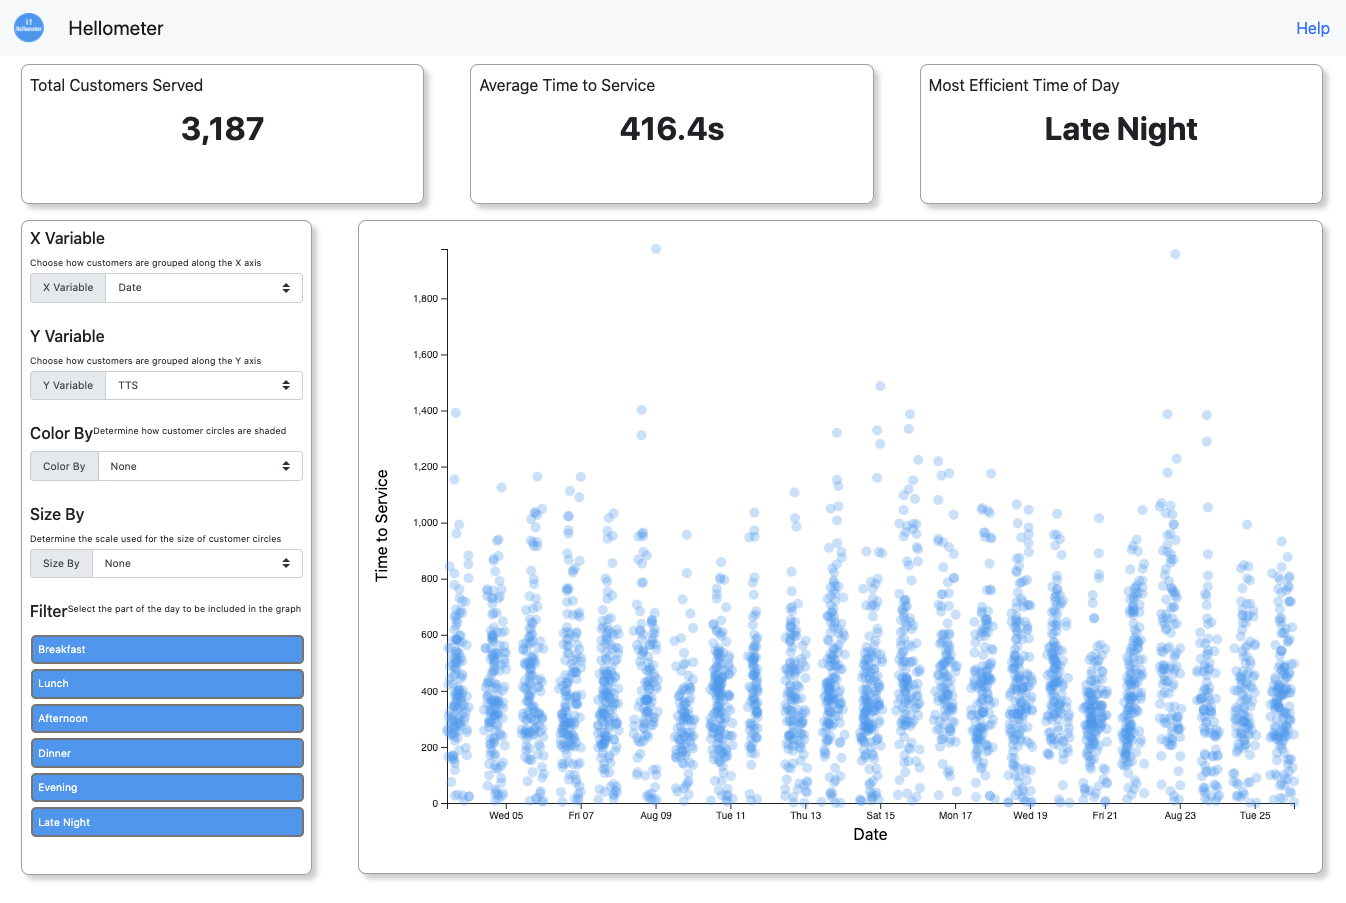 Hellometer
Hellometer
Help
Total Customers Served
3,187
Average Time to Service
416.4s
Most Efficient Time of Day
Late Night
X Variable
Choose how customers are grouped along the X axis
X Variable
Date
Y Variable
Choose how customers are grouped along the Y axis
Y Variable
TTS
Color By Determine how customer circles are shaded
Color By
None
Size By
Determine the scale used for the size of customer circles
Size By
None
Filter Select the part of the day to be included in the graph
Breakfast
Lunch
Afternoon
Dinner
Evening
Late Night
Time to Service
1,800
1,600
1,400
1,200
1,000
800
600
400
200
0
Wed 05
Fri 07
Aug 09
Tue 11
Thu 13
Sat 15
Mon 17
Wed 19
Fri 21
Aug 23
Tue 25
Date